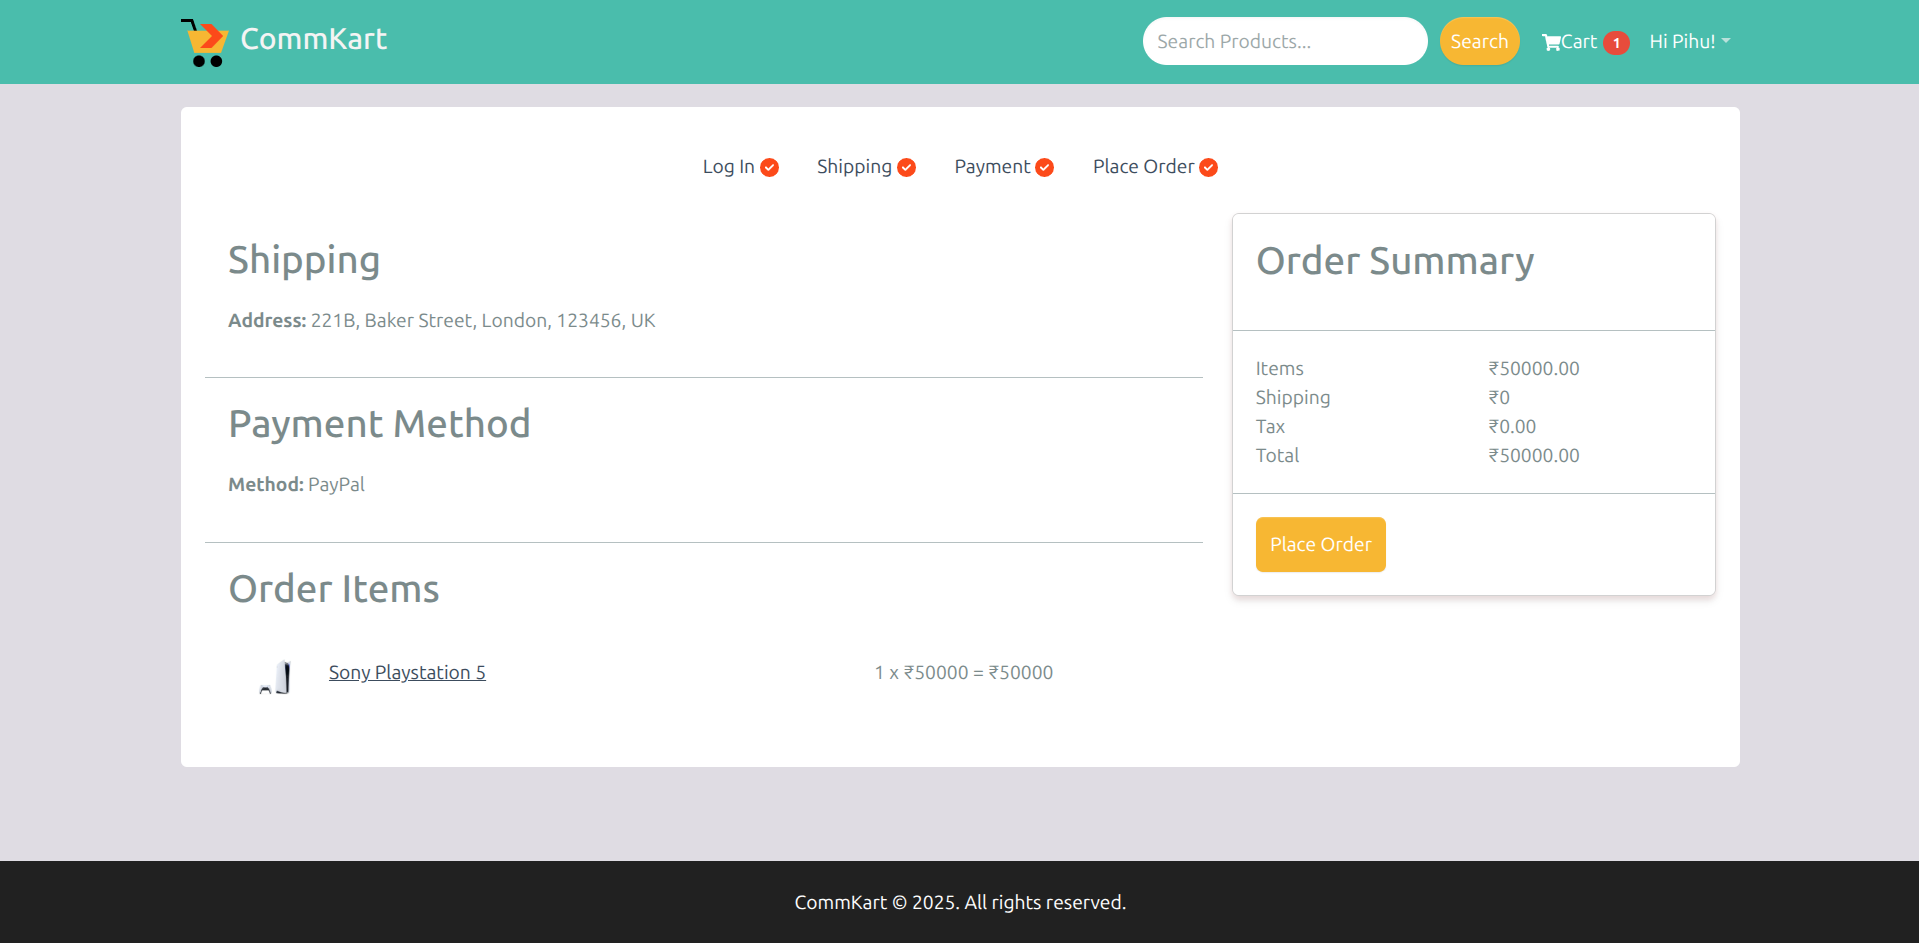 CommKart
Search Products...
Search
Cart 1
Hi Pihu!
Log In
Shipping
Payment
Place Order
Shipping
Address: 221B, Baker Street, London, 123456, UK
Payment Method
Method: PayPal
Order Items
Sony Playstation 5
1 x ₹50000 = ₹50000
Order Summary
Items ₹50000.00
Shipping ₹0
Tax ₹0.00
Total ₹50000.00
Place Order
CommKart © 2025. All rights reserved.